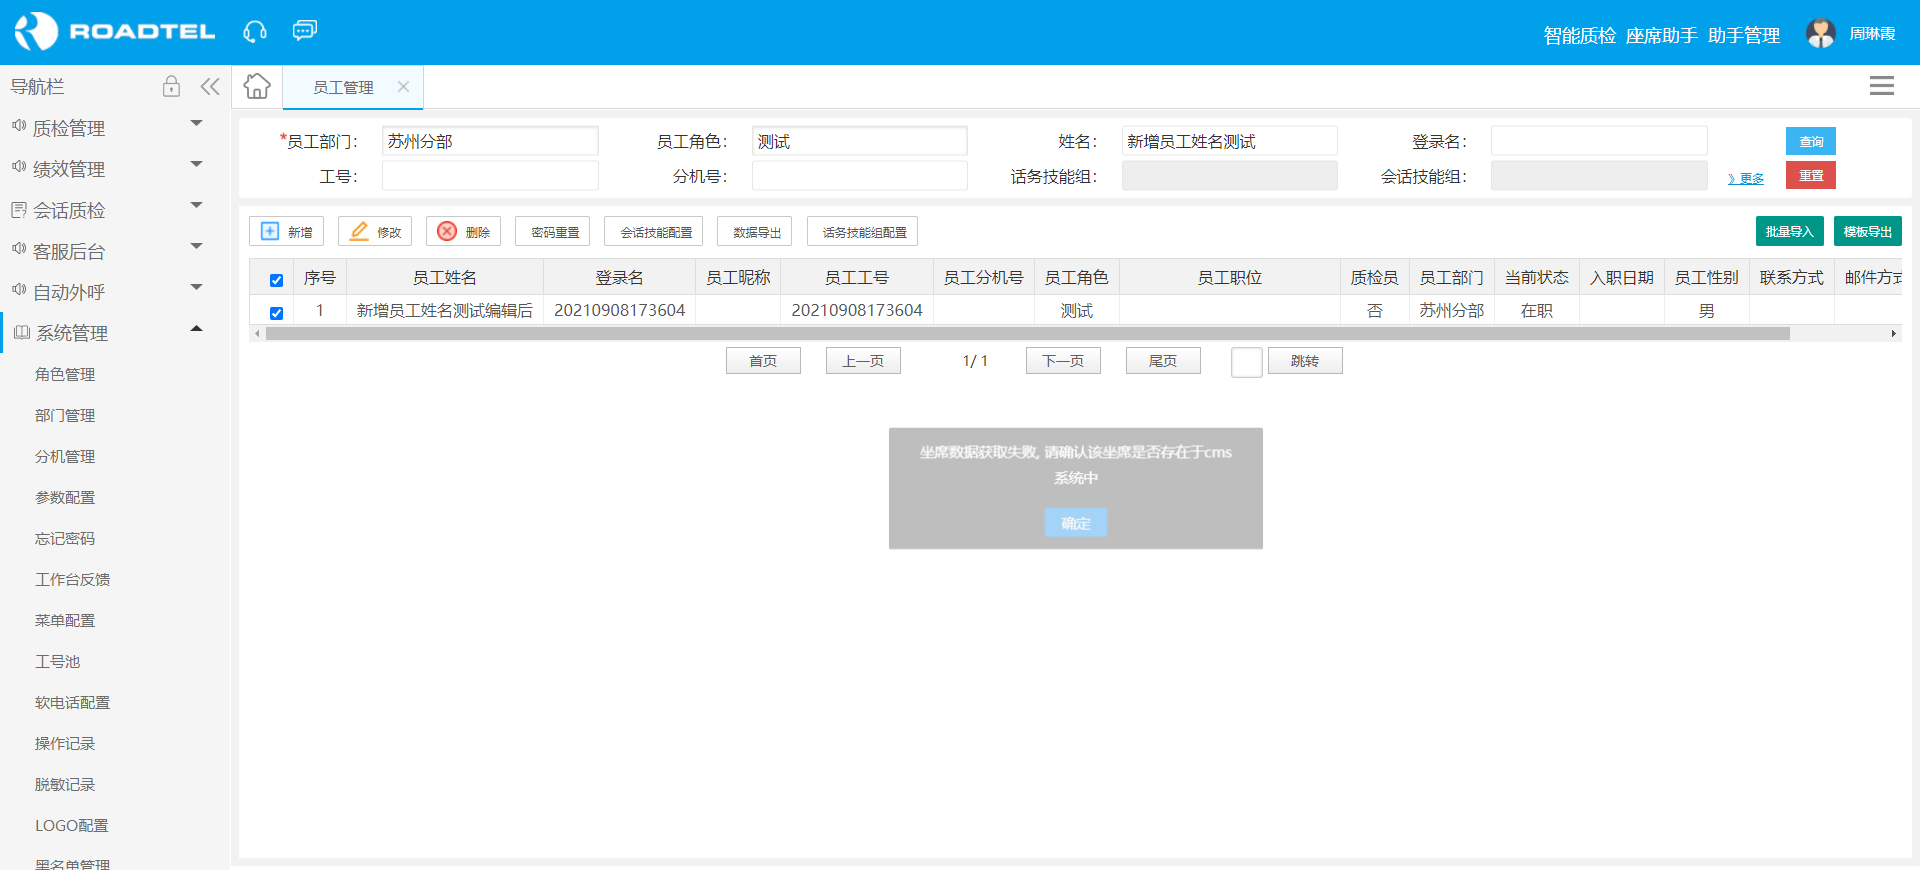 ROADTEL
智能质检 座席助手 助手管理 周琳霞
导航栏
员工管理
质检管理
绩效管理
会话质检
客服后台
自动外呼
系统管理
角色管理
部门管理
分机管理
参数配置
忘记密码
工作台反馈
菜单配置
工号池
软电话配置
操作记录
脱敏记录
LOGO配置
黑名单管理
*员工部门： 苏州分部 员工角色： 测试 姓名： 新增员工姓名测试 登录名： 查询
工号： 分机号： 话务技能组： 会话技能组： 》更多 重置
新增 修改 删除 密码重置 会话技能配置 数据导出 话务技能组配置 批量导入 模板导出
序号 员工姓名 登录名 员工昵称 员工工号 员工分机号 员工角色 员工职位 质检员 员工部门 当前状态 入职日期 员工性别 联系方式 邮件方式
1 新增员工姓名测试编辑后 20210908173604 20210908173604 测试 否 苏州分部 在职 男
首页 上一页 1/ 1 下一页 尾页 跳转
坐席数据获取失败, 请确认该坐席是否存在于cms
系统中
确定